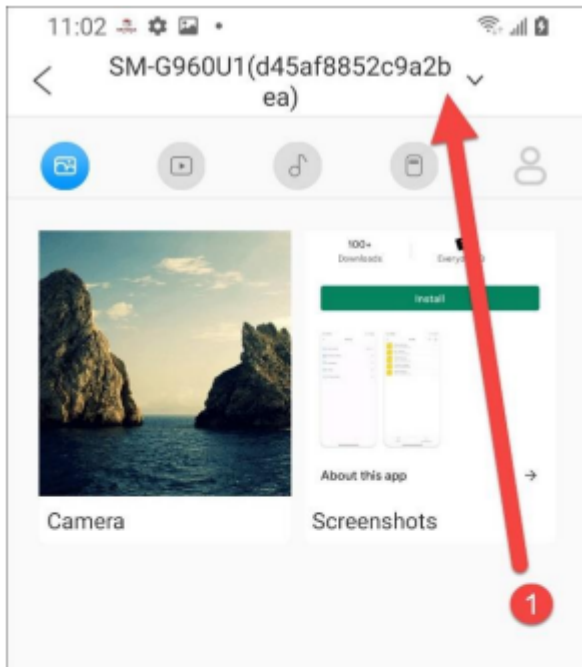 11:02
SM-G960U1(d45af8852c9a2b
ea)
100+
Downloads
Install
About this app
Camera
Screenshots
1